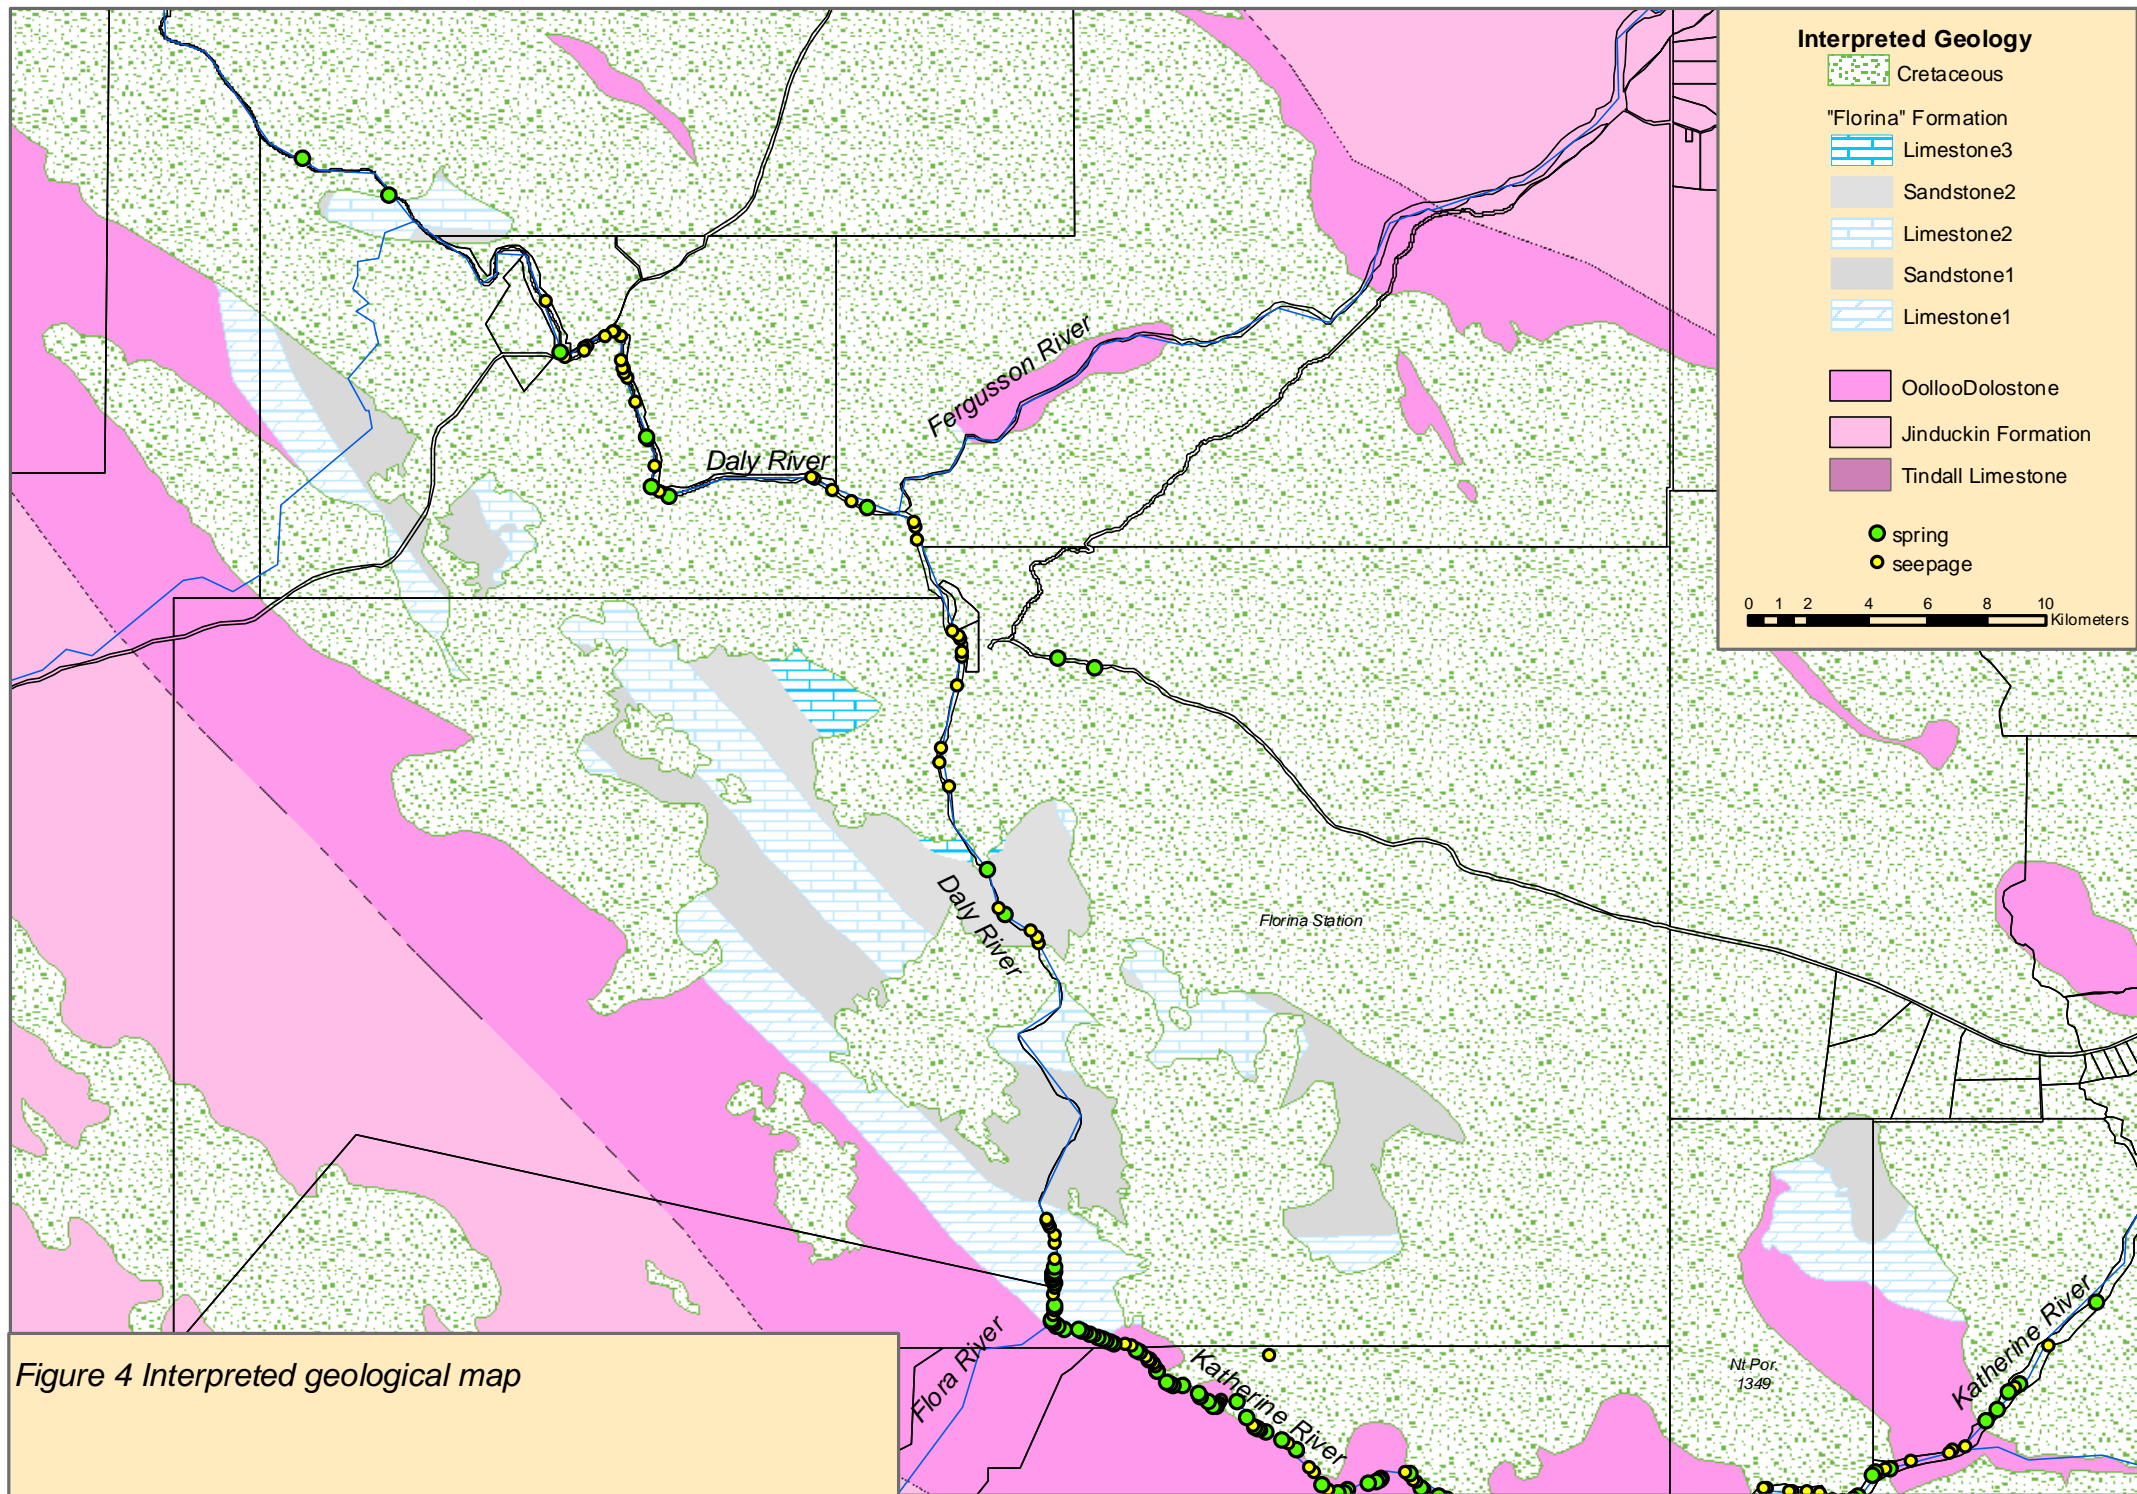 Interpreted Geology
Cretaceous
"Florina" Formation
Limestone3
Sandstone2
Limestone2
Sandstone1
Limestone1
OollooDolostone
Jinduckin Formation
Tindall Limestone
spring
seepage
0 1 2 4 6 8 10
Kilometers
Fergusson River
Daly River
Daly River
Florina Station
Flora River
Katherine River
Nt Por.
1349
Katherine River
Figure 4 Interpreted geological map